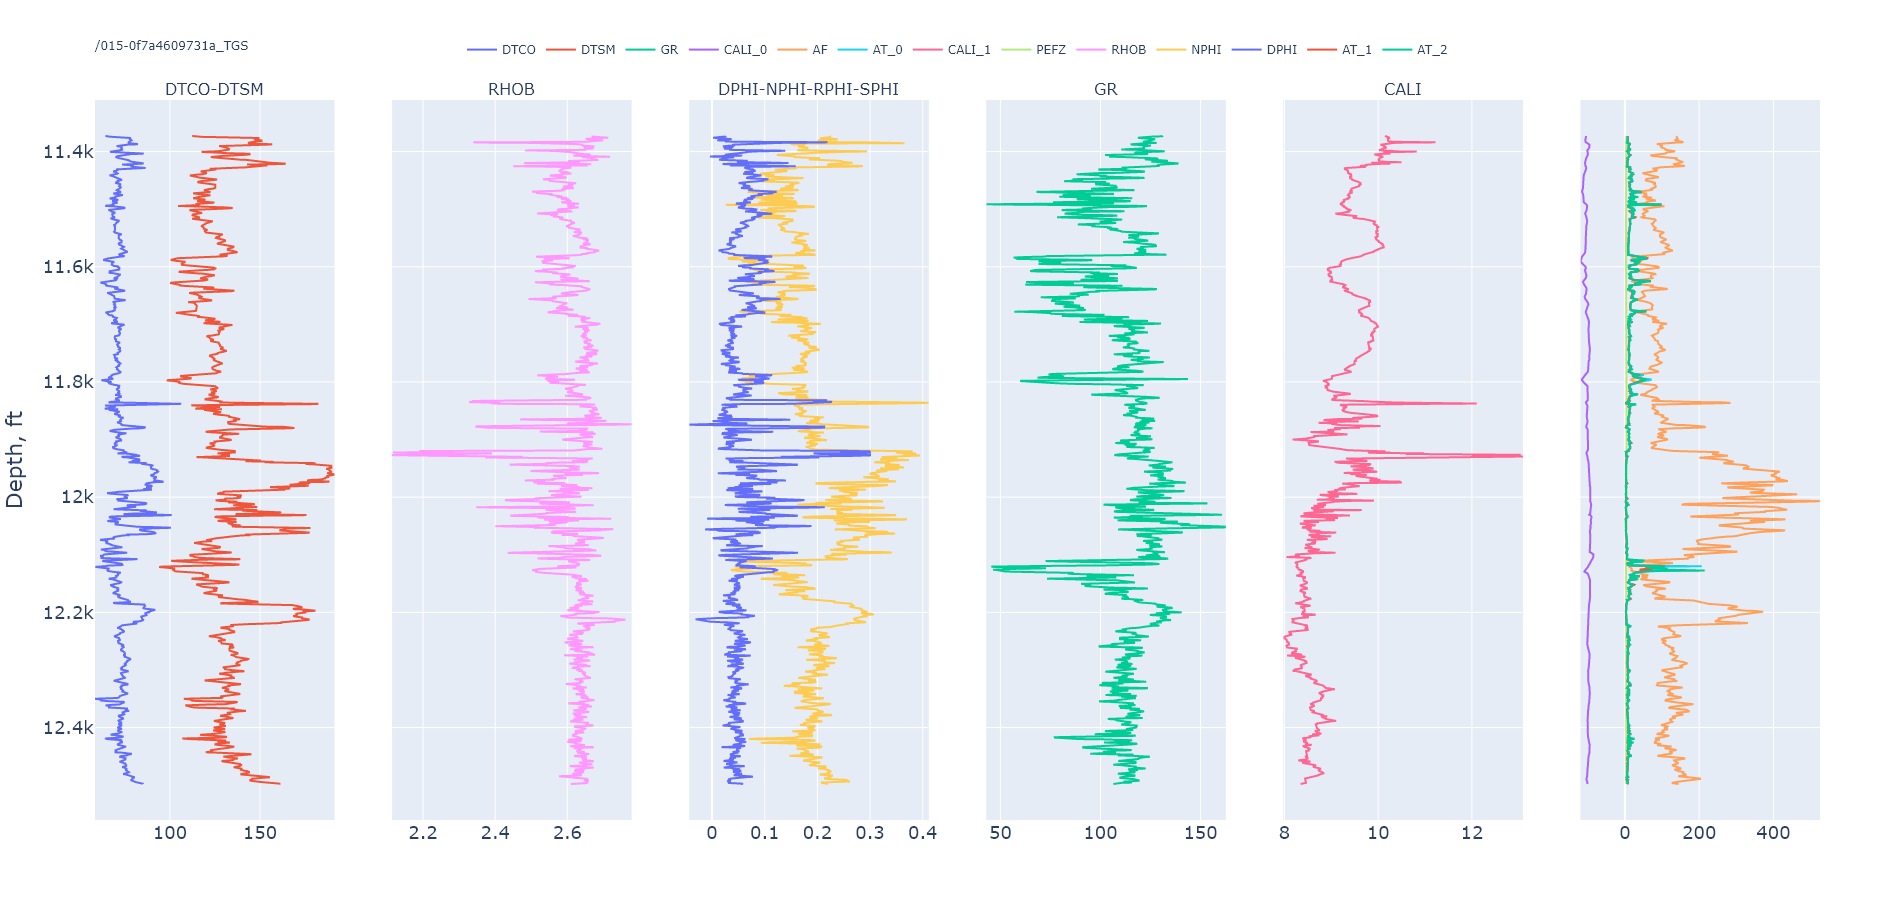 /015-0f7a4609731a_TGS
DTCO DTSM GR CALI_0 AF AT_0 CALI_1 PEFZ RHOB NPHI DPHI AT_1 AT_2
DTCO-DTSM RHOB DPHI-NPHI-RPHI-SPHI GR CALI
Depth, ft
11.4k
11.6k
11.8k
12k
12.2k
12.4k
100 150 2.2 2.4 2.6 0 0.1 0.2 0.3 0.4 50 100 150 8 10 12 0 200 400